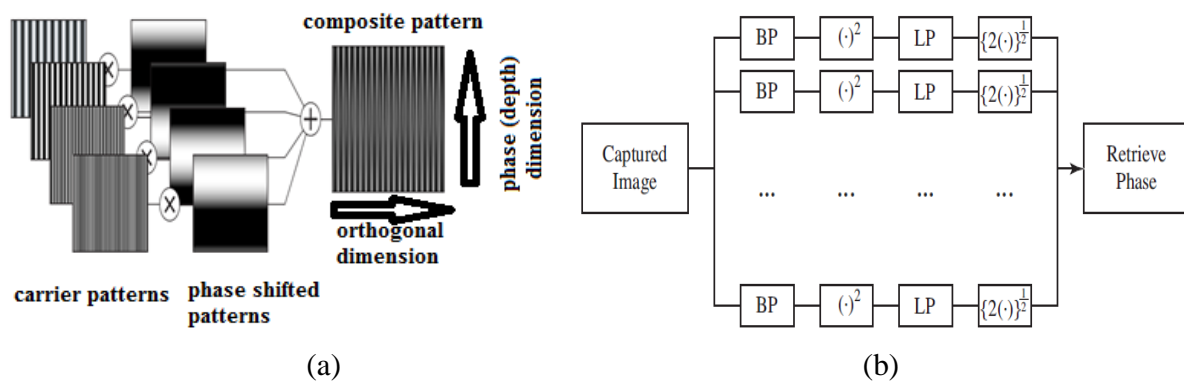 composite pattern
phase (depth)
dimension
orthogonal
dimension
carrier patterns
phase shifted
patterns
(a)
Captured
Image
BP
(·)²
LP
{2(·)}^½
BP
(·)²
LP
{2(·)}^½
...
...
...
...
BP
(·)²
LP
{2(·)}^½
Retrieve
Phase
(b)